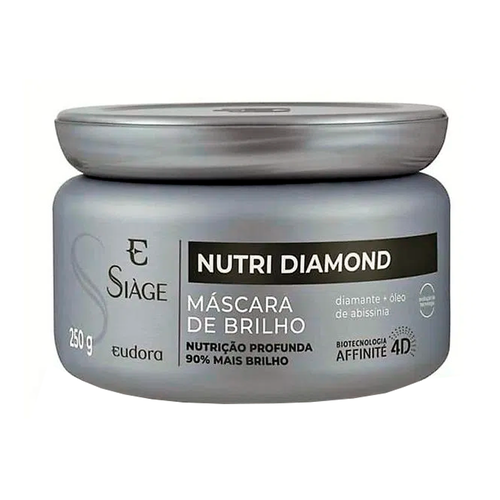 E
SIÀGE
250 g
eudora
NUTRI DIAMOND
MÁSCARA
DE BRILHO
NUTRIÇÃO PROFUNDA
90% MAIS BRILHO
diamante + óleo
de abissínia
BIOTECNOLOGIA
AFFINITÉ 4D